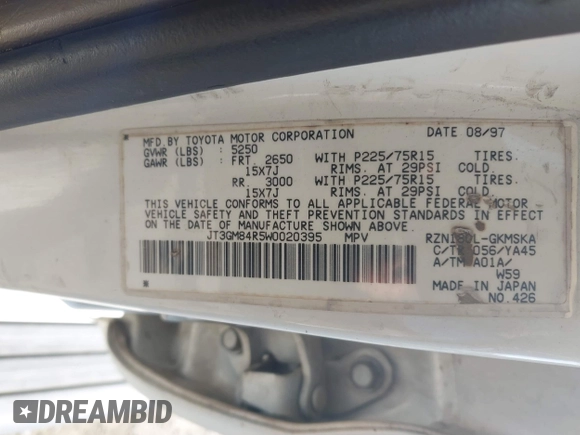 MFD.BY TOYOTA MOTOR CORPORATION DATE 08/97
GVWR (LBS) : 5250
GAWR (LBS) : FRT. 2650 WITH P225/75R15 TIRES.
15X7J RIMS. AT 29PSI COLD.
RR. 3000 WITH P225/75R15 TIRES.
15X7J RIMS. AT 29PSI COLD.
THIS VEHICLE CONFORMS TO ALL APPLICABLE FEDERAL MOTOR
VEHICLE SAFETY AND THEFT PREVENTION STANDARDS IN EFFECT
ON THE DATE OF MANUFACTURE SHOWN ABOVE.
JT3GM84R5W0020395 MPV
-GKMSKA
056/YA45
A/TM A01A/
W59
MADE IN JAPAN
NO.426
DREAMBID